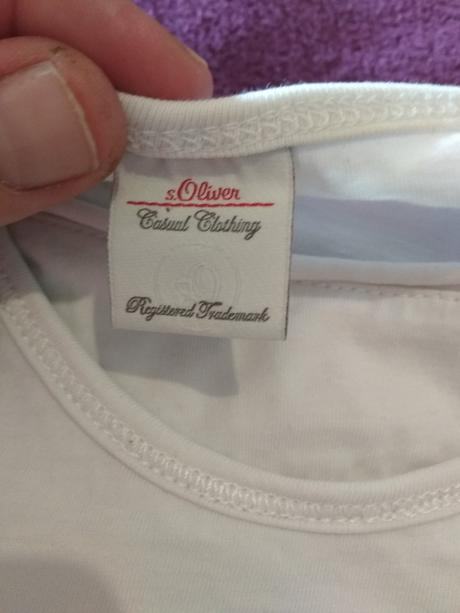 s.Oliver
Casual Clothing
Registered Trademark